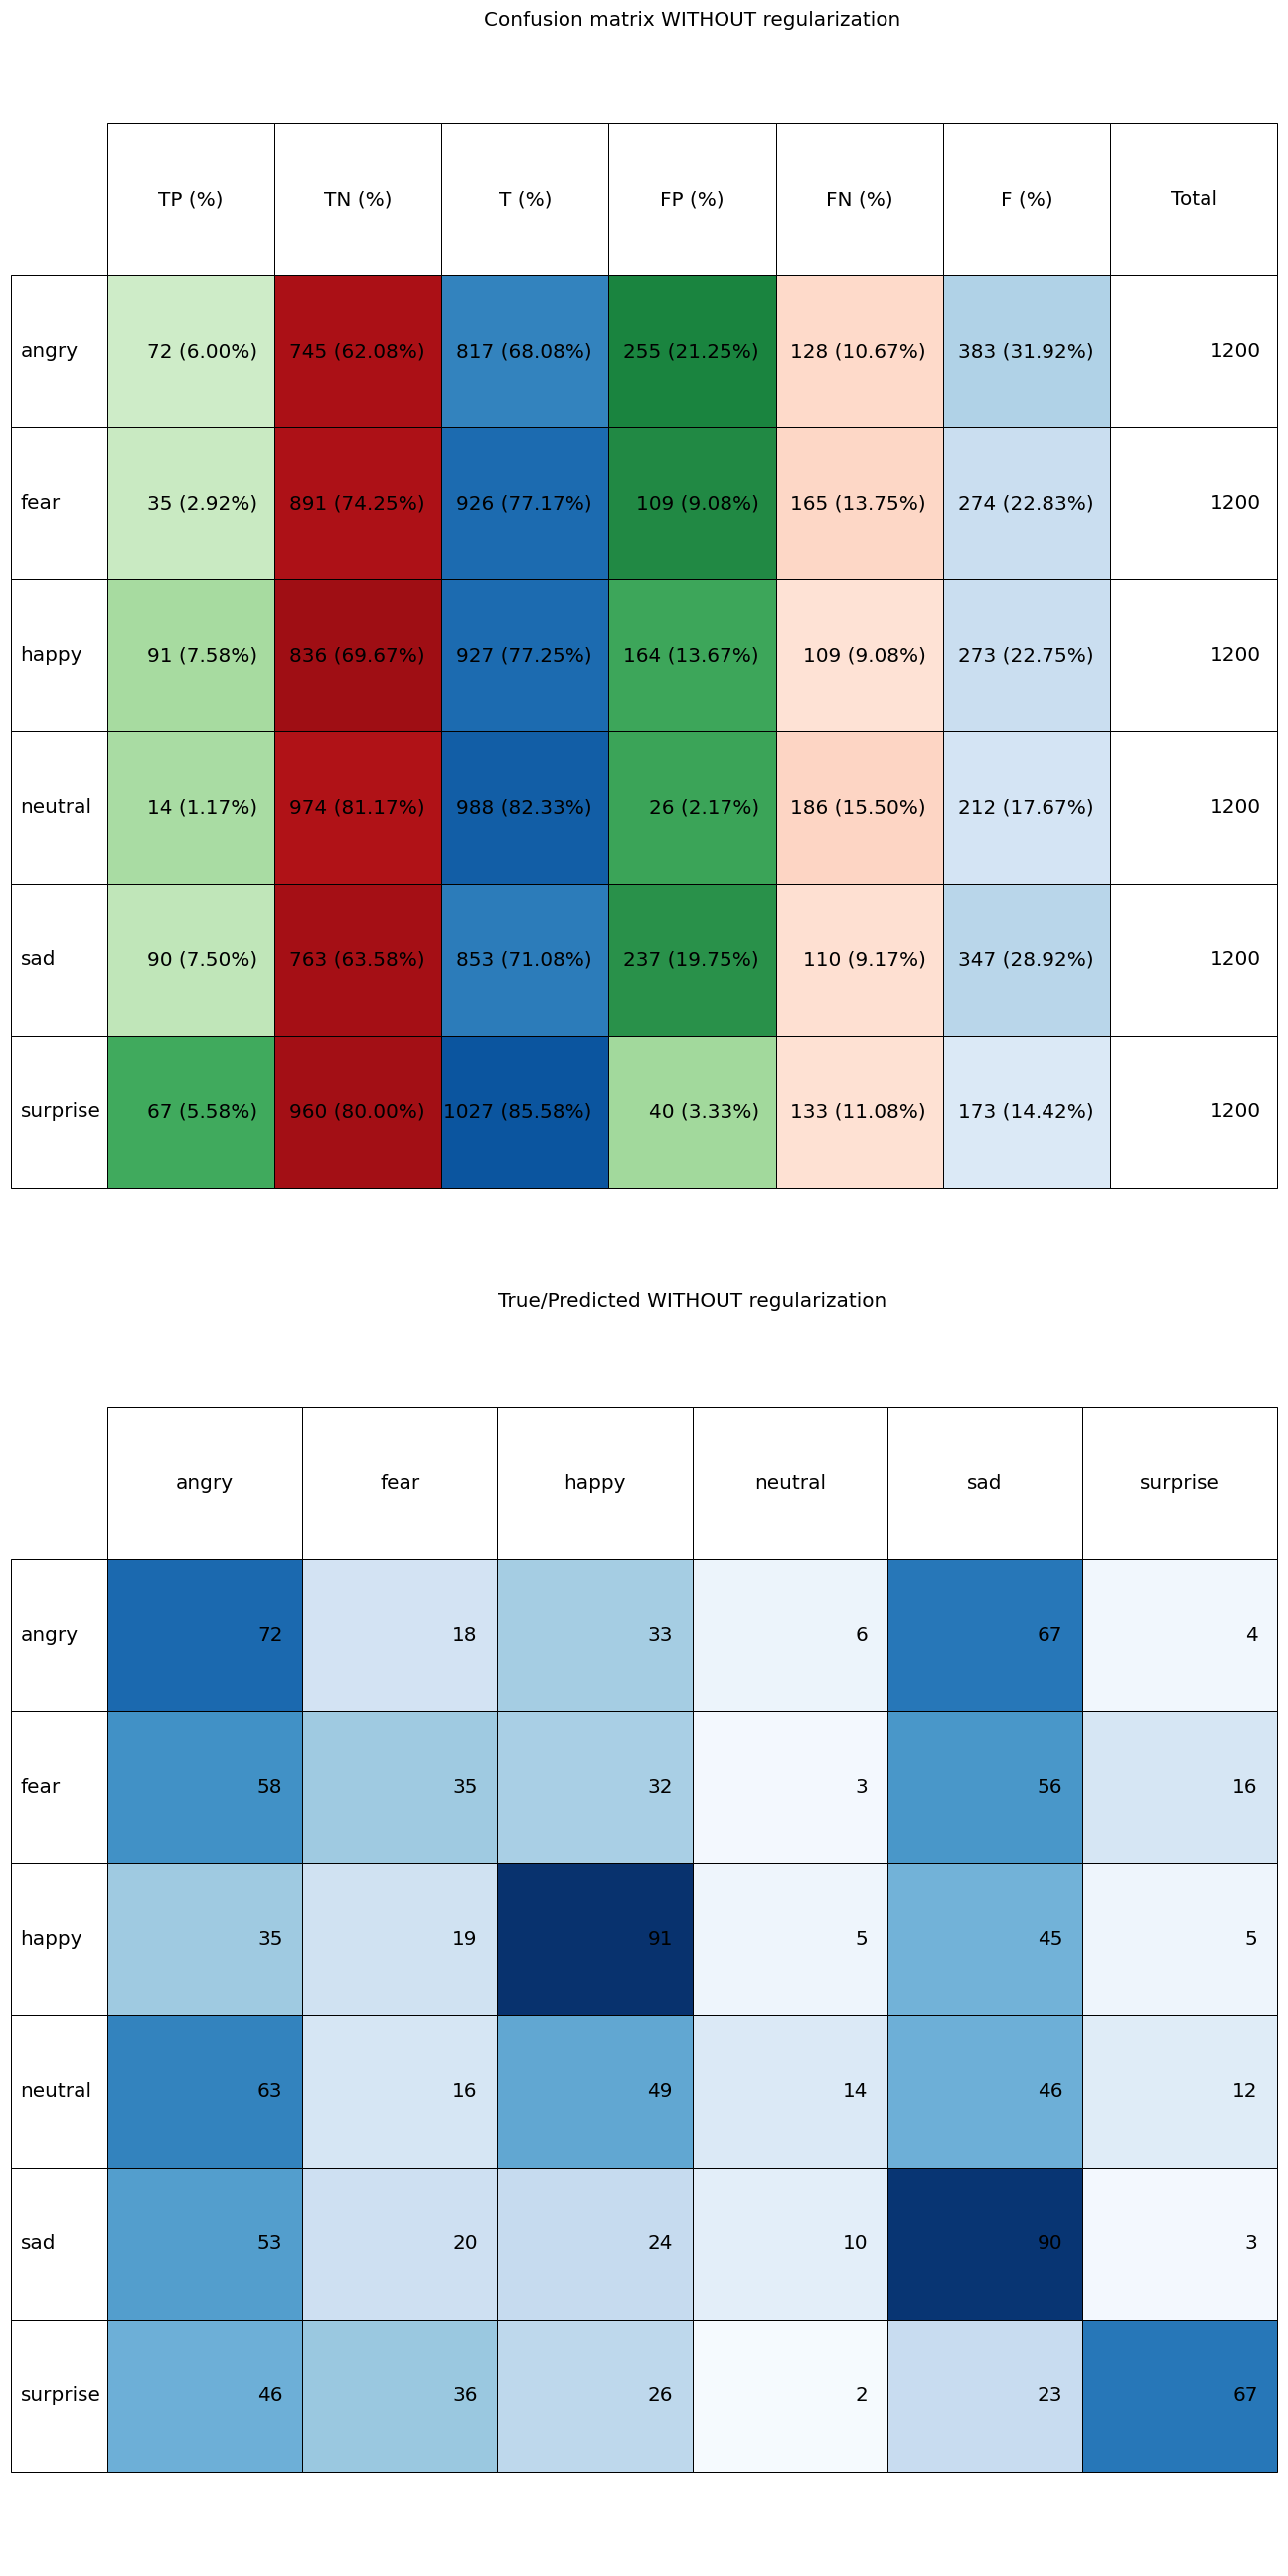 Confusion matrix WITHOUT regularization
TP (%) TN (%) T (%) FP (%) FN (%) F (%) Total
angry 72 (6.00%) 745 (62.08%) 817 (68.08%) 255 (21.25%) 128 (10.67%) 383 (31.92%) 1200
fear 35 (2.92%) 891 (74.25%) 926 (77.17%) 109 (9.08%) 165 (13.75%) 274 (22.83%) 1200
happy 91 (7.58%) 836 (69.67%) 927 (77.25%) 164 (13.67%) 109 (9.08%) 273 (22.75%) 1200
neutral 14 (1.17%) 974 (81.17%) 988 (82.33%) 26 (2.17%) 186 (15.50%) 212 (17.67%) 1200
sad 90 (7.50%) 763 (63.58%) 853 (71.08%) 237 (19.75%) 110 (9.17%) 347 (28.92%) 1200
surprise 67 (5.58%) 960 (80.00%) 1027 (85.58%) 40 (3.33%) 133 (11.08%) 173 (14.42%) 1200
True/Predicted WITHOUT regularization
angry fear happy neutral sad surprise
angry 72 18 33 6 67 4
fear 58 35 32 3 56 16
happy 35 19 91 5 45 5
neutral 63 16 49 14 46 12
sad 53 20 24 10 90 3
surprise 46 36 26 2 23 67